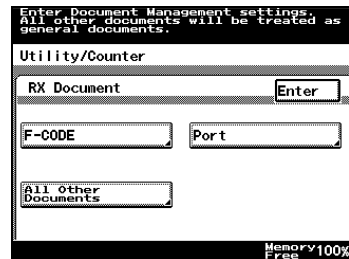 Enter Document Management settings.
All other documents will be treated as
general documents.
Utility/Counter
RX Document
Enter
F-CODE
Port
All Other
Documents
Memory
Free
100%